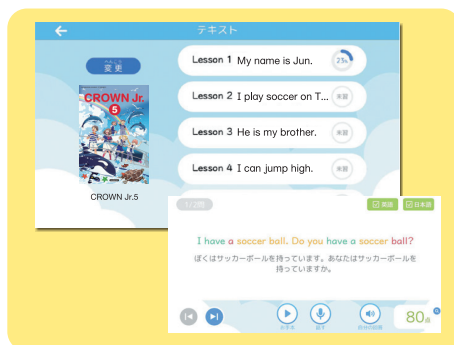 テキスト
変更
CROWN Jr.
5
CROWN Jr.5
Lesson 1 My name is Jun.
23%
Lesson 2 I play soccer on T...
未習
Lesson 3 He is my brother.
未習
Lesson 4 I can jump high.
未習
1/2問
英語
日本語
I have a soccer ball. Do you have a soccer ball?
ぼくはサッカーボールを持っています。あなたはサッカーボールを
持っていますか。
お手本
話す
自分の発音
80点